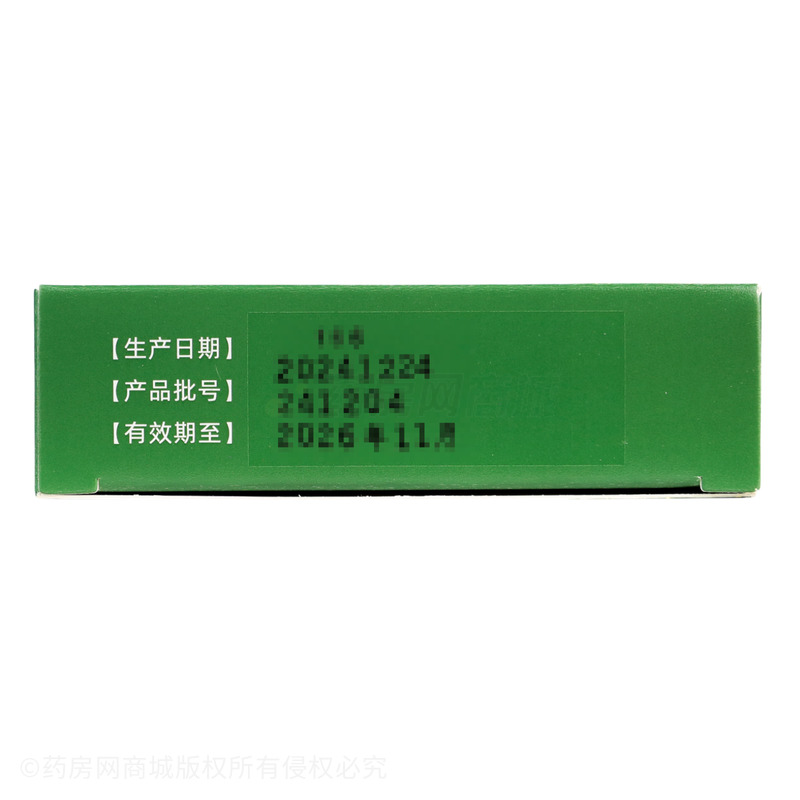 【生产日期】 20241224
【产品批号】 241204
【有效期至】 2026年11月
©药房网商城版权所有侵权必究